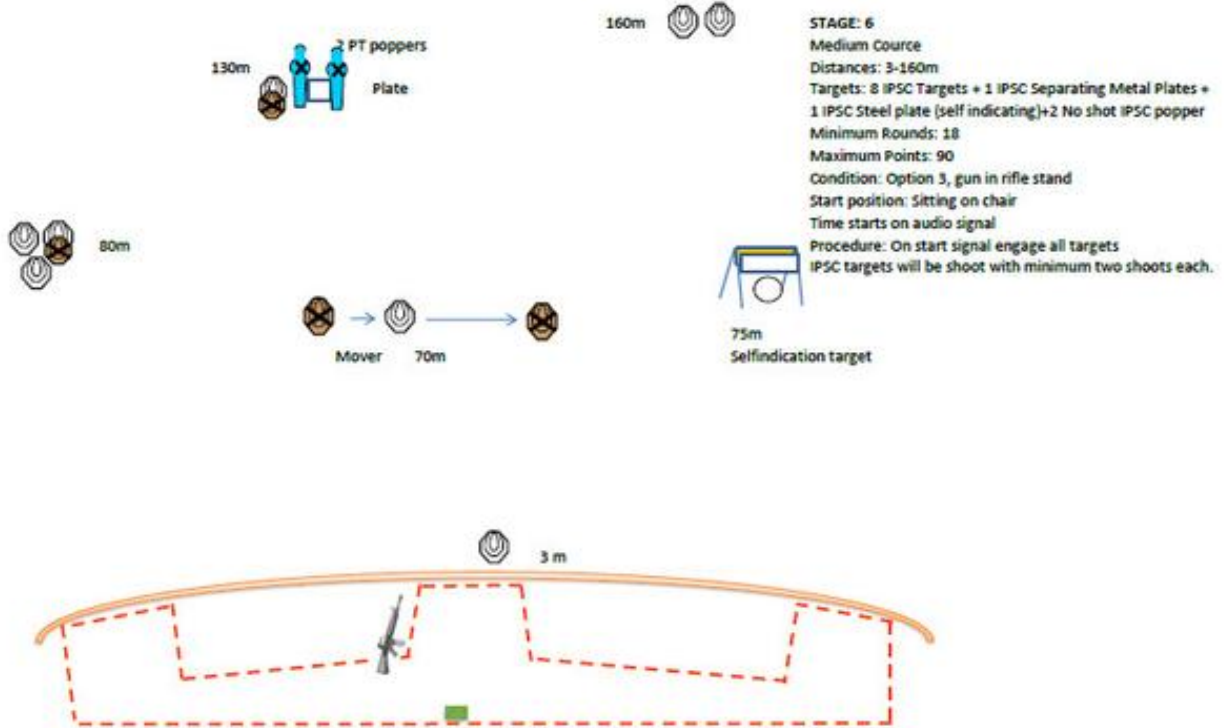 160m
2 PT poppers
130m
Plate
80m
Mover 70m
75m
Selfindication target
3 m
STAGE: 6
Medium Cource
Distances: 3-160m
Targets: 8 IPSC Targets + 1 IPSC Separating Metal Plates +
1 IPSC Steel plate (self indicating)+2 No shot IPSC popper
Minimum Rounds: 18
Maximum Points: 90
Condition: Option 3, gun in rifle stand
Start position: Sitting on chair
Time starts on audio signal
Procedure: On start signal engage all targets
IPSC targets will be shoot with minimum two shoots each.